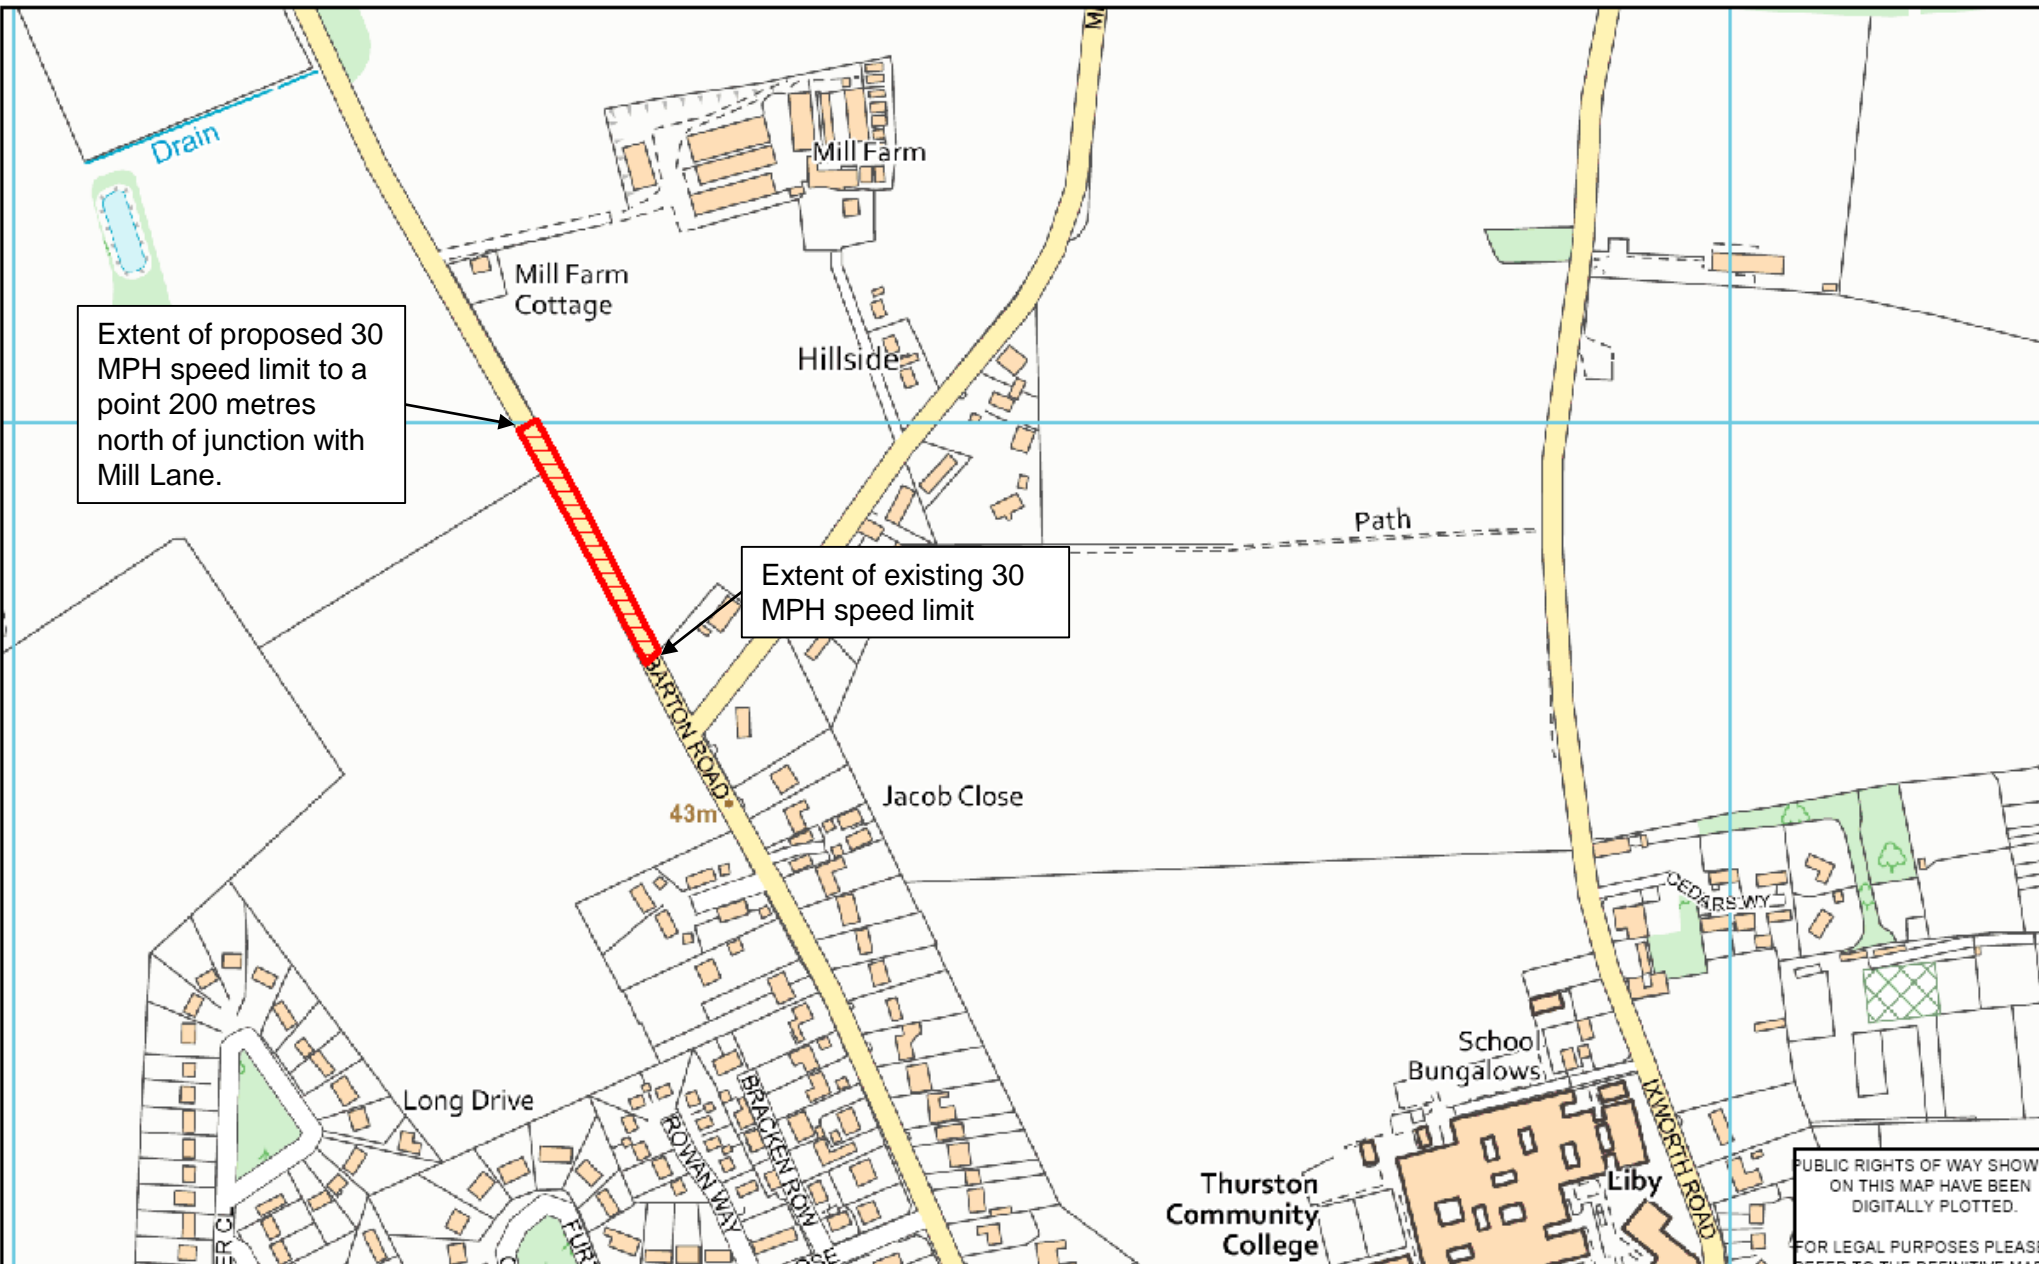 Drain
Mill Farm
Mill Farm
Cottage
Extent of proposed 30
MPH speed limit to a
point 200 metres
north of junction with
Mill Lane.
Hillside
Path
Extent of existing 30
MPH speed limit
BARTON ROAD
43m
Jacob Close
CEDARS WY
School
Bungalows
Long Drive
ROWAN WAY
BRACKEN ROW
IXWORTH ROAD
Thurston
Community
College
Liby
PUBLIC RIGHTS OF WAY SHOW
ON THIS MAP HAVE BEEN
DIGITALLY PLOTTED.
FOR LEGAL PURPOSES PLEASE